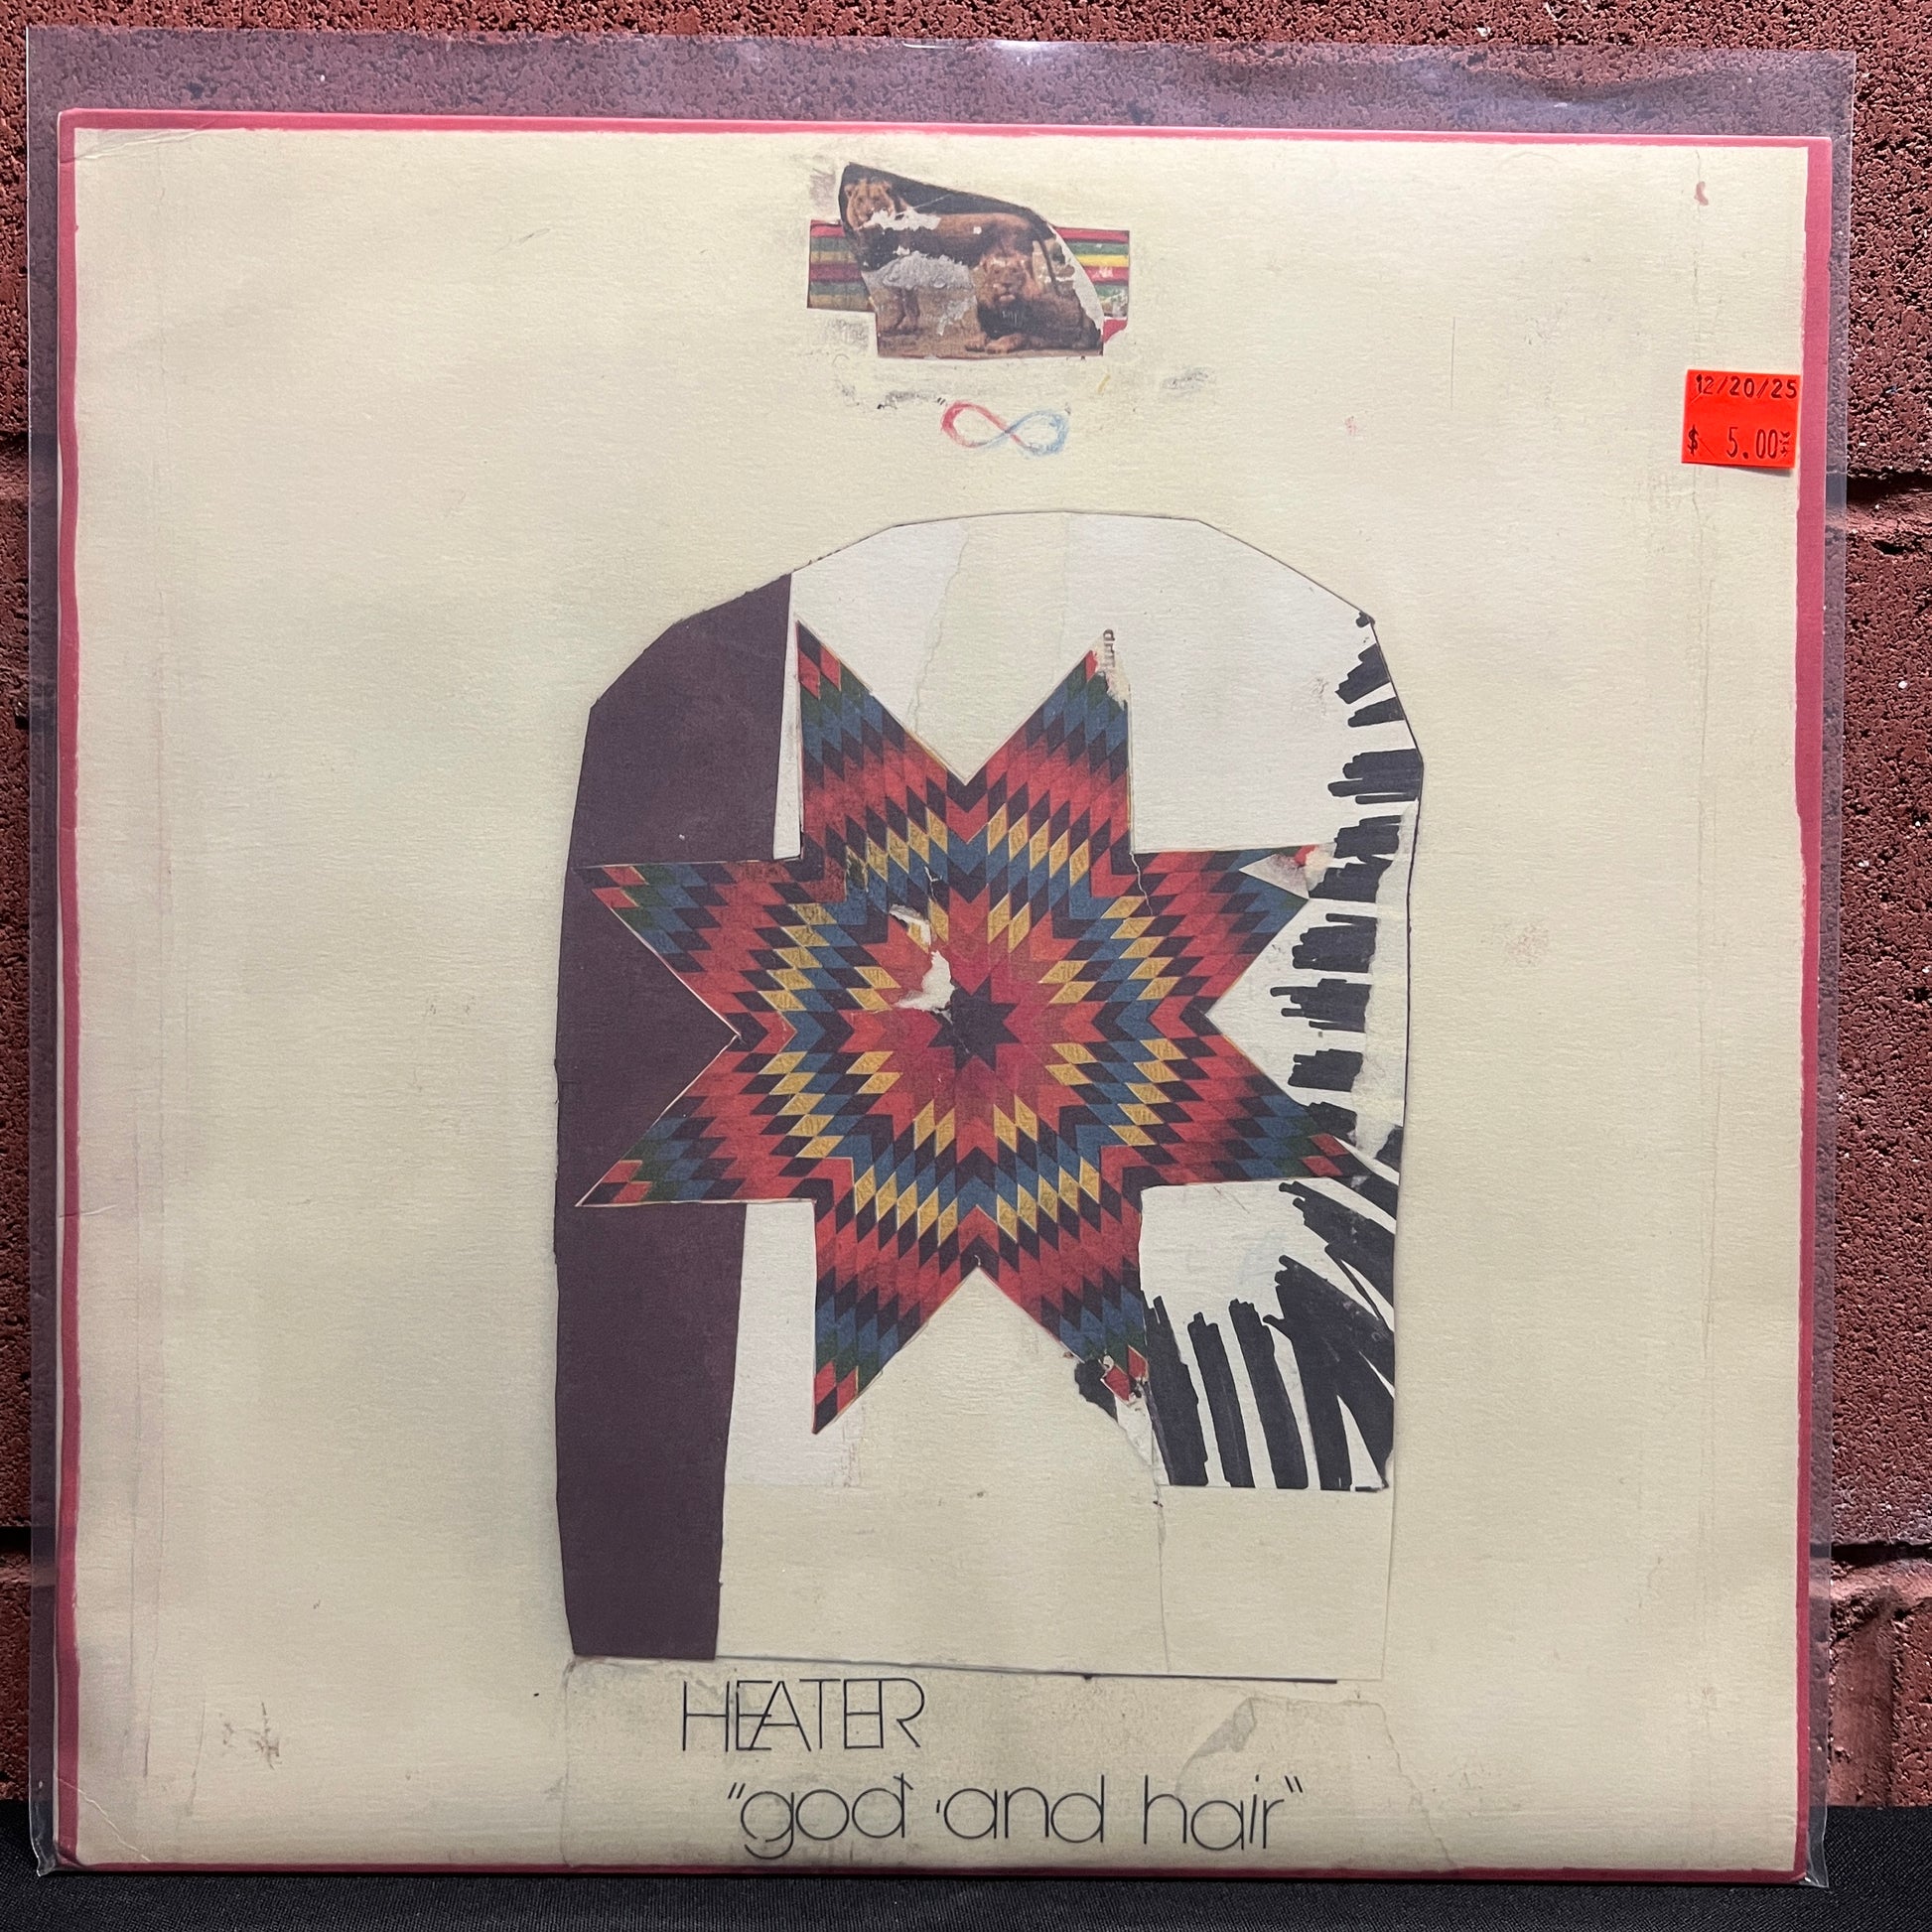 12/20/25
$ 5.00
HEATER
"god and hair"